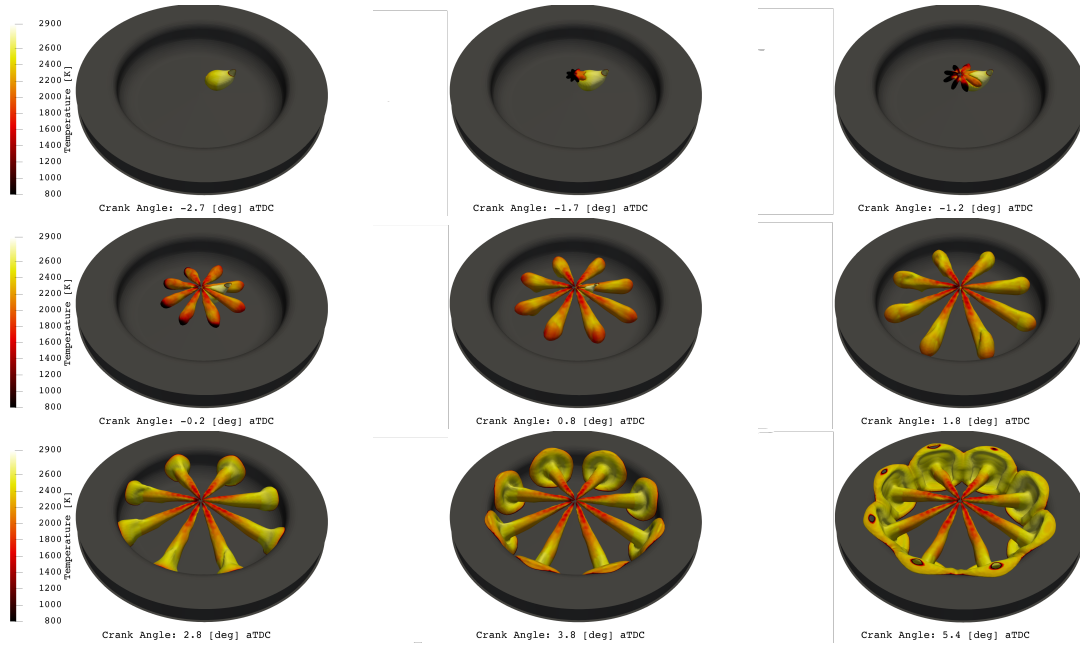 2900
2600
2400
2200
2000
1800
1600
1400
1200
1000
800
Temperature [K]
Crank Angle: -2.7 [deg] aTDC
Crank Angle: -1.7 [deg] aTDC
Crank Angle: -1.2 [deg] aTDC
2900
2600
2400
2200
2000
1800
1600
1400
1200
1000
800
Temperature [K]
Crank Angle: -0.2 [deg] aTDC
Crank Angle: 0.8 [deg] aTDC
Crank Angle: 1.8 [deg] aTDC
2900
2600
2400
2200
2000
1800
1600
1400
1200
1000
800
Temperature [K]
Crank Angle: 2.8 [deg] aTDC
Crank Angle: 3.8 [deg] aTDC
Crank Angle: 5.4 [deg] aTDC